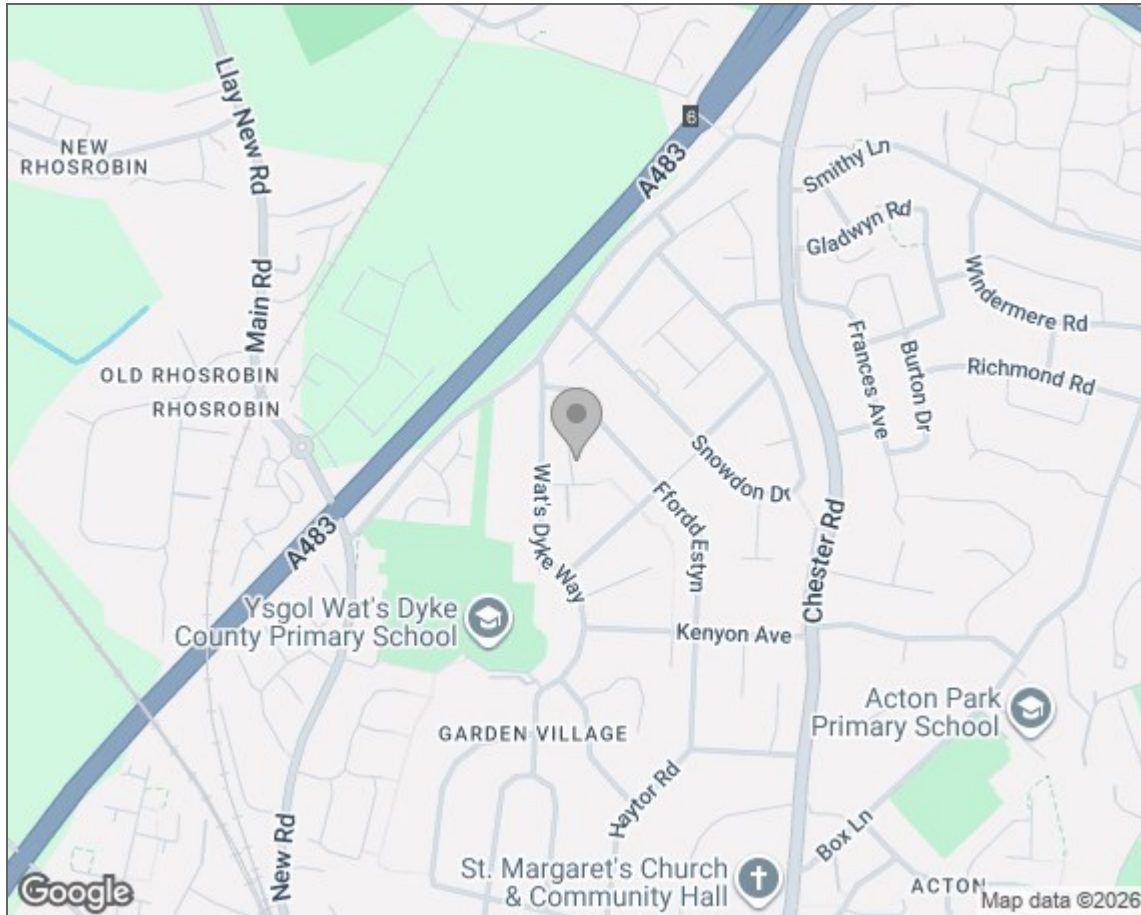 Llay New Rd
NEW
RHOSROBIN
6
A483
Smithy Ln
Gladwyn Rd
Windermere Rd
Main Rd
OLD RHOSROBIN
RHOSROBIN
Frances Ave
Burton Dr
Richmond Rd
Snowdon Dr
Wat's Dyke Way
Ffordd Estyn
A483
Chester Rd
Ysgol Wat's Dyke
County Primary School
Kenyon Ave
Acton Park
Primary School
GARDEN VILLAGE
Haytor Rd
New Rd
Box Ln
St. Margaret's Church
& Community Hall
ACTON
Google
Map data ©2026